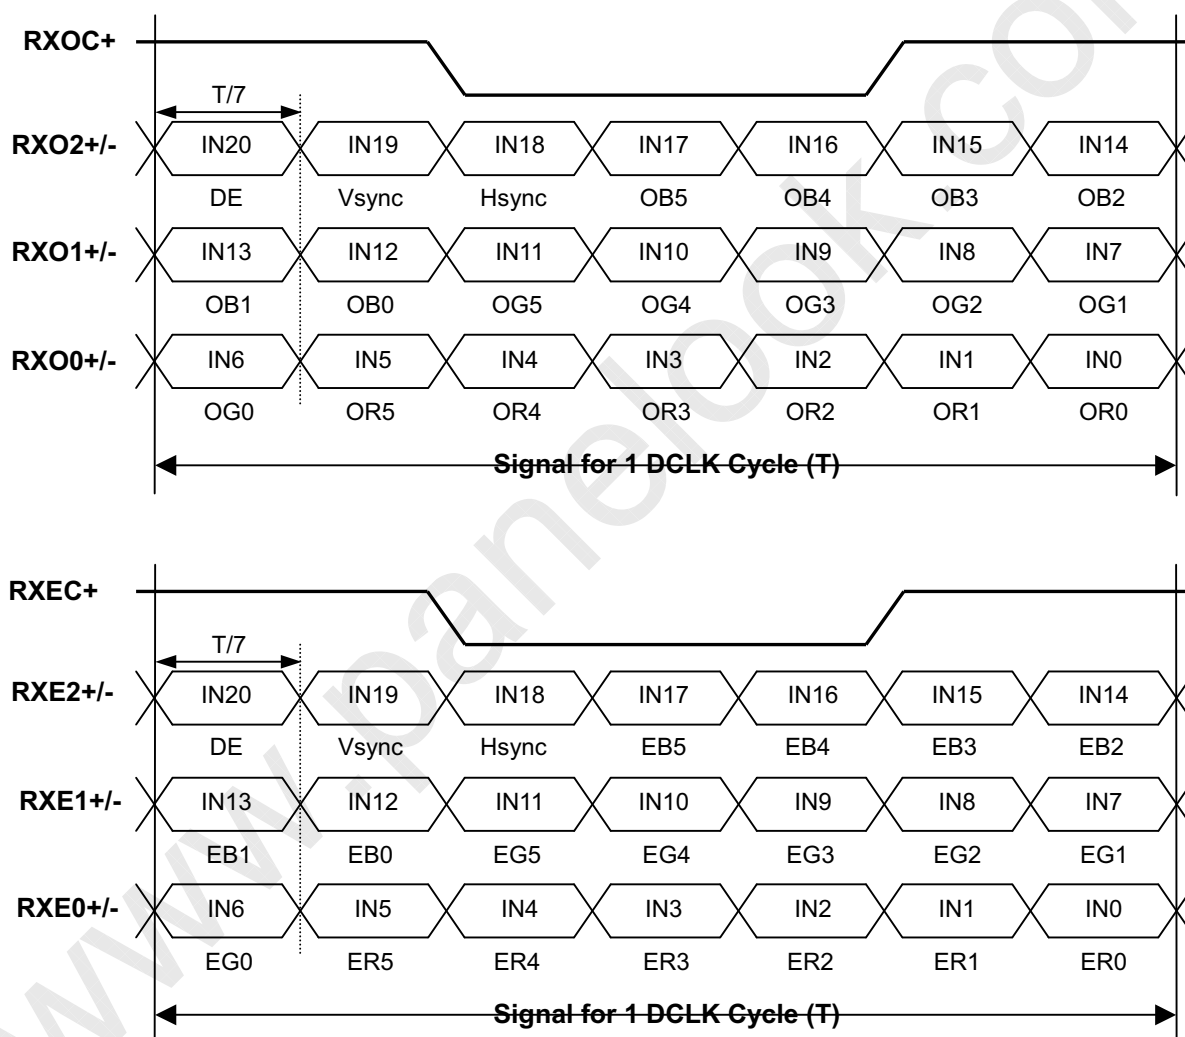 RXOC+
T/7
RXO2+/- IN20 IN19 IN18 IN17 IN16 IN15 IN14
DE Vsync Hsync OB5 OB4 OB3 OB2
RXO1+/- IN13 IN12 IN11 IN10 IN9 IN8 IN7
OB1 OB0 OG5 OG4 OG3 OG2 OG1
RXO0+/- IN6 IN5 IN4 IN3 IN2 IN1 IN0
OG0 OR5 OR4 OR3 OR2 OR1 OR0
Signal for 1 DCLK Cycle (T)
RXEC+
T/7
RXE2+/- IN20 IN19 IN18 IN17 IN16 IN15 IN14
DE Vsync Hsync EB5 EB4 EB3 EB2
RXE1+/- IN13 IN12 IN11 IN10 IN9 IN8 IN7
EB1 EB0 EG5 EG4 EG3 EG2 EG1
RXE0+/- IN6 IN5 IN4 IN3 IN2 IN1 IN0
EG0 ER5 ER4 ER3 ER2 ER1 ER0
Signal for 1 DCLK Cycle (T)
www.panelook.com